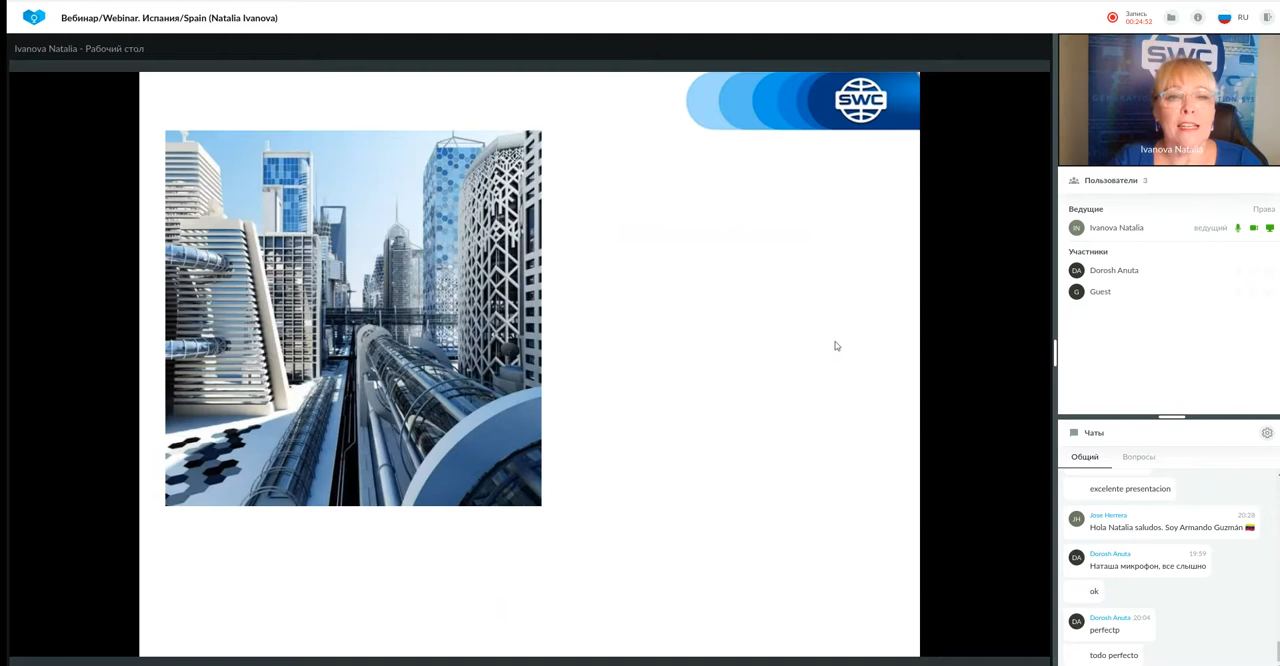 Вебинар/Webinar. Испания/Spain (Natalia Ivanova)
Запись
00:24:52
RU
Ivanova Natalia - Рабочий стол
SWC
SWC
Ivanova Natalia
Пользователи 3
Ведущие Права
IN Ivanova Natalia ведущий
Участники
DA Dorosh Anuta
G Guest
Чаты
Общий Вопросы
excelente presentacion
JH Jose Herrera 20:28
Hola Natalia saludos. Soy Armando Guzmán
DA Dorosh Anuta 19:59
Наташа микрофон, все слышно
ok
DA Dorosh Anuta 20:04
perfectp
todo perfecto